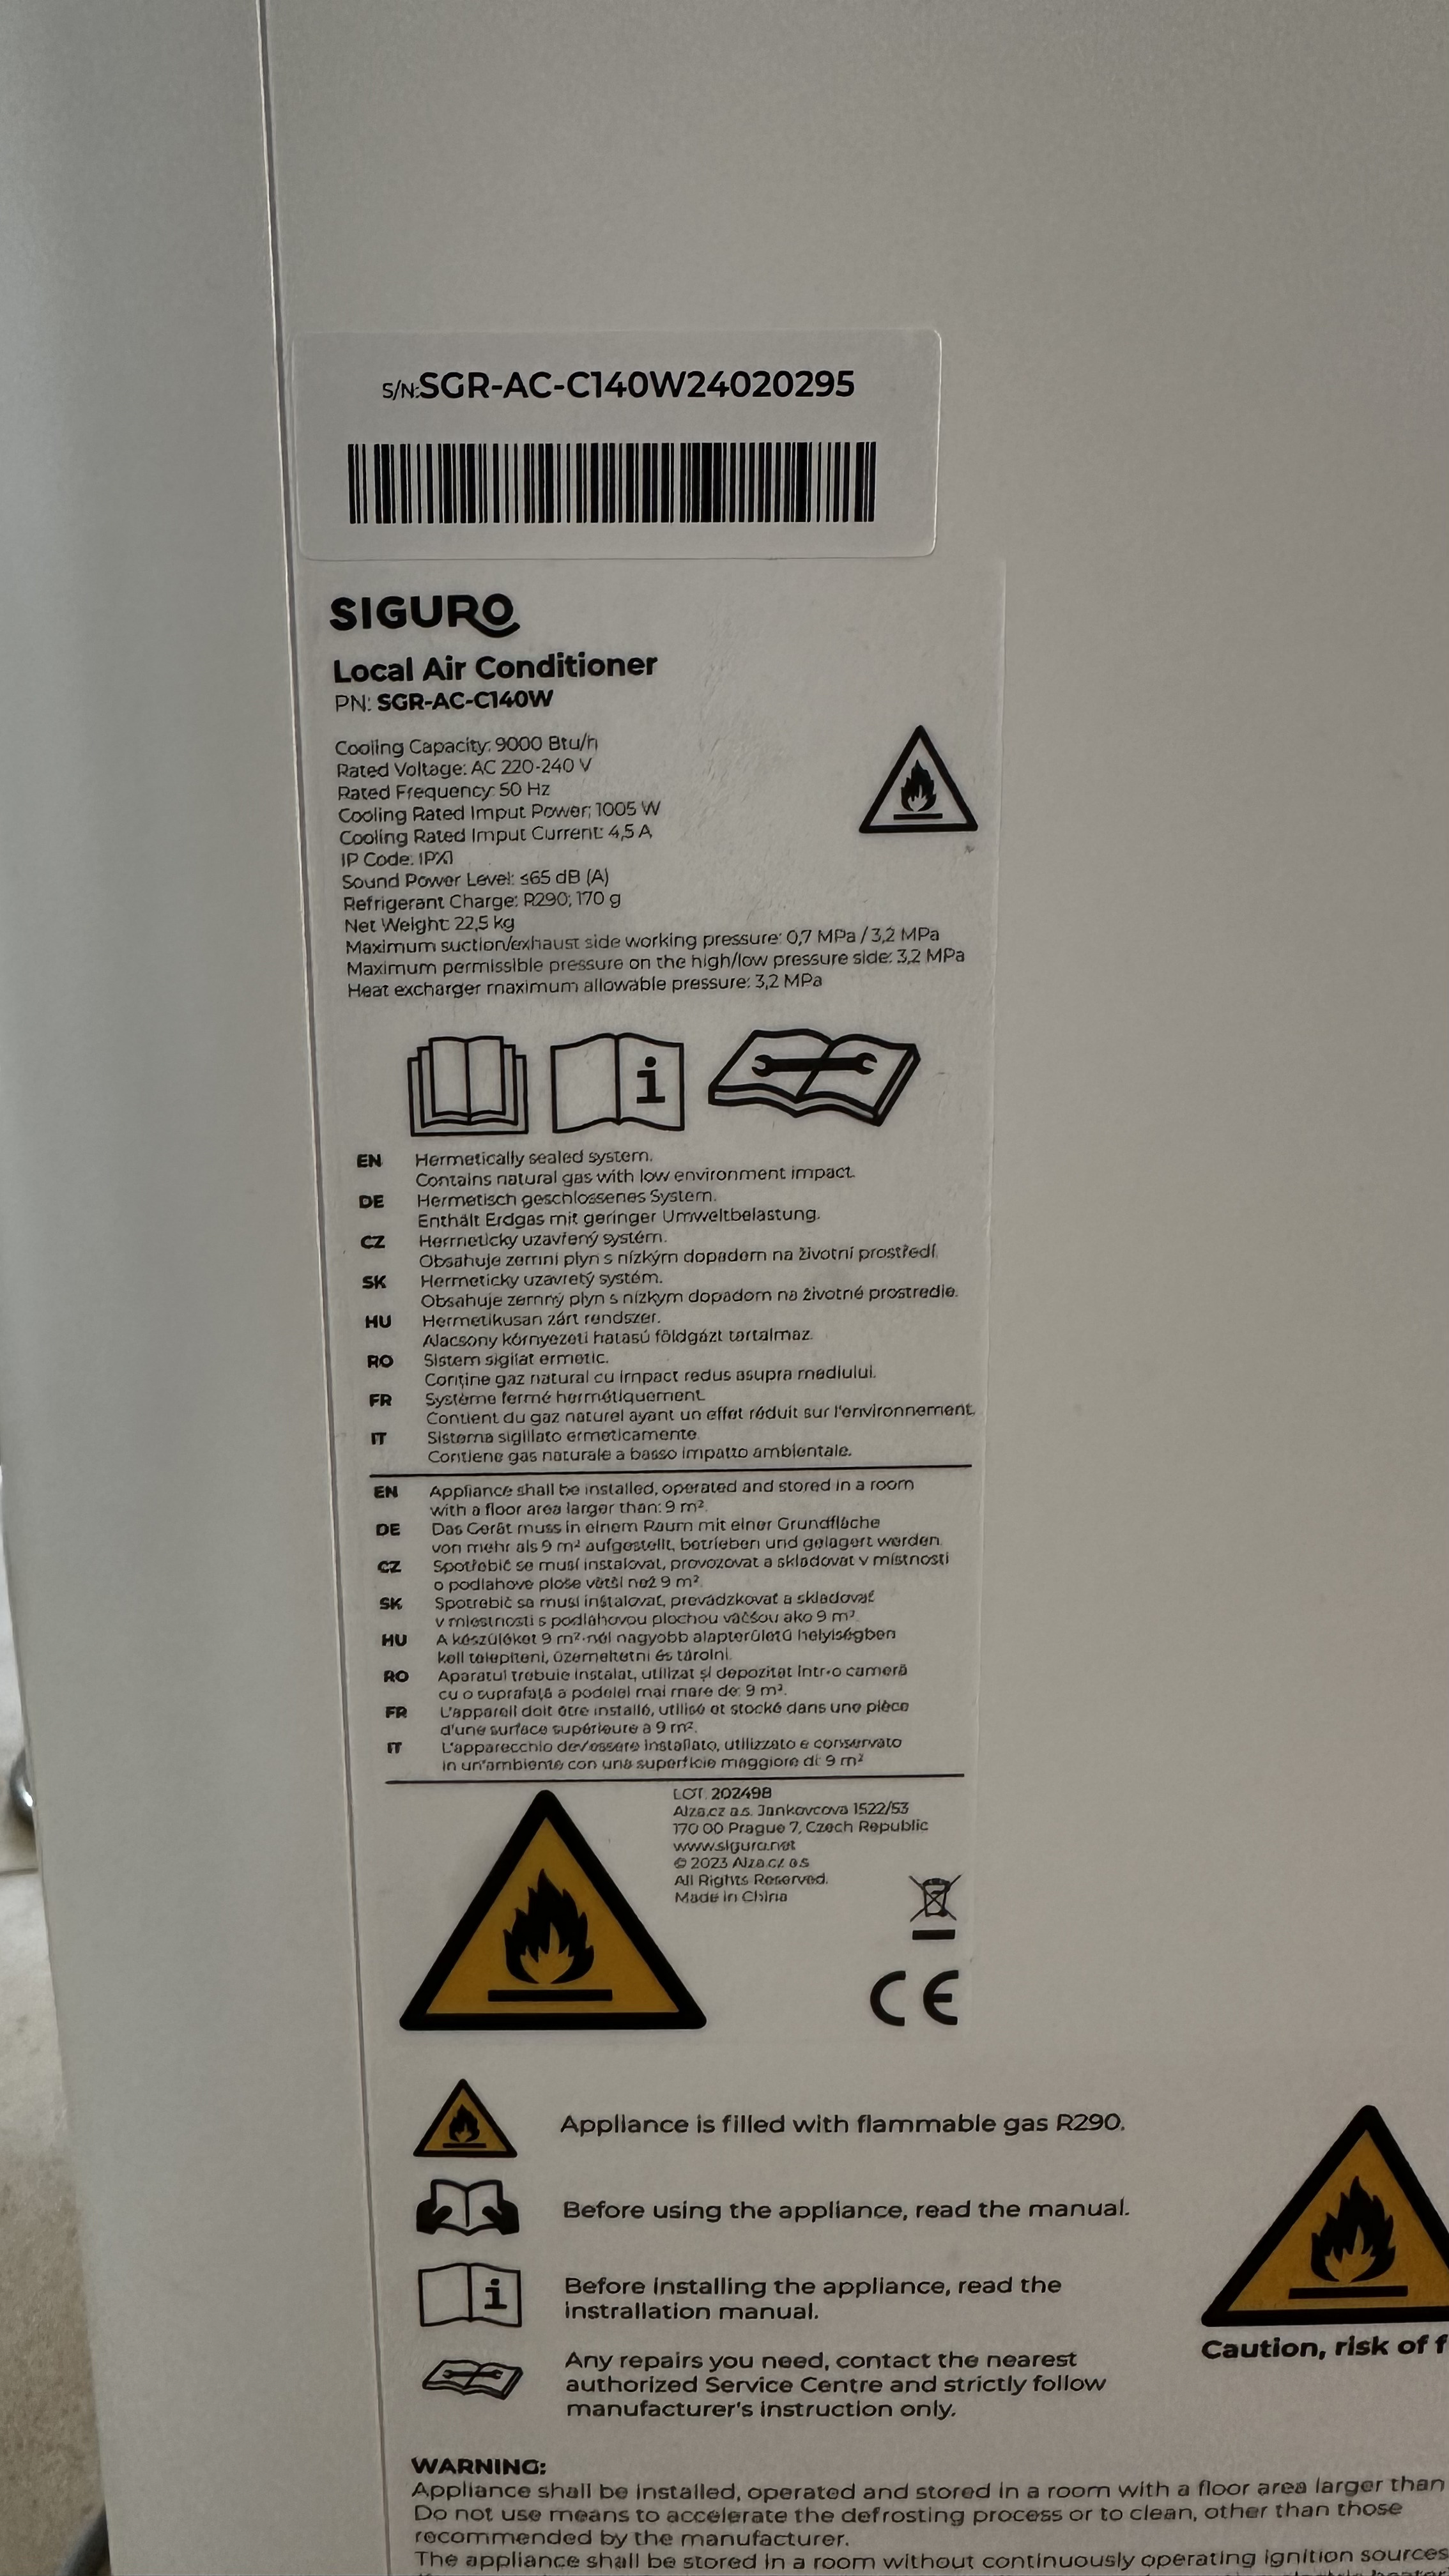 S/N:SGR-AC-C140W24020295
SIGURO
Local Air Conditioner
PN: SGR-AC-C140W
Cooling Capacity: 9000 Btu/h
Rated Voltage: AC 220-240 V
Rated Frequency: 50 Hz
Cooling Rated Imput Power: 1005 W
Cooling Rated Imput Current: 4,5 A
IP Code: IPX1
Sound Power Level: ≤65 dB (A)
Refrigerant Charge: R290; 170 g
Net Weight: 22,5 kg
Maximum suction/exhaust side working pressure: 0,7 MPa / 3,2 MPa
Maximum permissible pressure on the high/low pressure side: 3,2 MPa
Heat excharger maximum allowable pressure: 3,2 MPa
i
EN Hermetically sealed system.
Contains natural gas with low environment impact.
DE Hermetisch geschlossenes System.
Enthält Erdgas mit geringer Umweltbelastung.
CZ Hermeticky uzavřený systém.
Obsahuje zemní plyn s nízkým dopadem na životní prostředí.
SK Hermeticky uzavretý systém.
Obsahuje zemný plyn s nízkym dopadom na životné prostredie.
HU Hermetikusan zárt rendszer.
Alacsony környezeti hatasú földgázt tartalmaz.
RO Sistem sigilat ermetic.
Conține gaz natural cu impact redus asupra mediului.
FR Système fermé hermétiquement.
Contient du gaz naturel ayant un effet réduit sur l'environnement.
IT Sistema sigillato ermeticamente.
Contiene gas naturale a basso impatto ambientale.
EN Appliance shall be installed, operated and stored in a room
with a floor area larger than: 9 m².
DE Das Gerät muss in einem Raum mit einer Grundfläche
von mehr als 9 m² aufgestellt, betrieben und gelagert werden.
CZ Spotřebič se musí instalovat, provozovat a skladovat v místnosti
o podlahové ploše větší než 9 m².
SK Spotrebič sa musí inštalovať, prevádzkovať a skladovať
v miestnosti s podlahovou plochou väčšou ako 9 m².
HU A készüléket 9 m²-nél nagyobb alapterületű helyiségben
kell telepíteni, üzemeltetni és tárolni.
RO Aparatul trebuie instalat, utilizat și depozitat într-o cameră
cu o suprafață a podelei mai mare de: 9 m².
FR L'appareil doit être installé, utilisé et stocké dans une pièce
d'une surface supérieure à 9 m².
IT L'apparecchio dev'essere installato, utilizzato e conservato
in un'ambiente con una superficie maggiore di: 9 m²
LOT: 202498
Alza.cz a.s. Jankovcova 1522/53
170 00 Prague 7, Czech Republic
www.siguro.net
© 2023 Alza.cz a.s
All Rights Reserved.
Made in China
CE
Appliance is filled with flammable gas R290.
Before using the appliance, read the manual.
i
Before installing the appliance, read the
instrallation manual.
Any repairs you need, contact the nearest
authorized Service Centre and strictly follow
manufacturer's instruction only.
Caution, risk of f
WARNING:
Appliance shall be installed, operated and stored in a room with a floor area larger than
Do not use means to accelerate the defrosting process or to clean, other than those
recommended by the manufacturer.
The appliance shall be stored in a room without continuously operating ignition sources